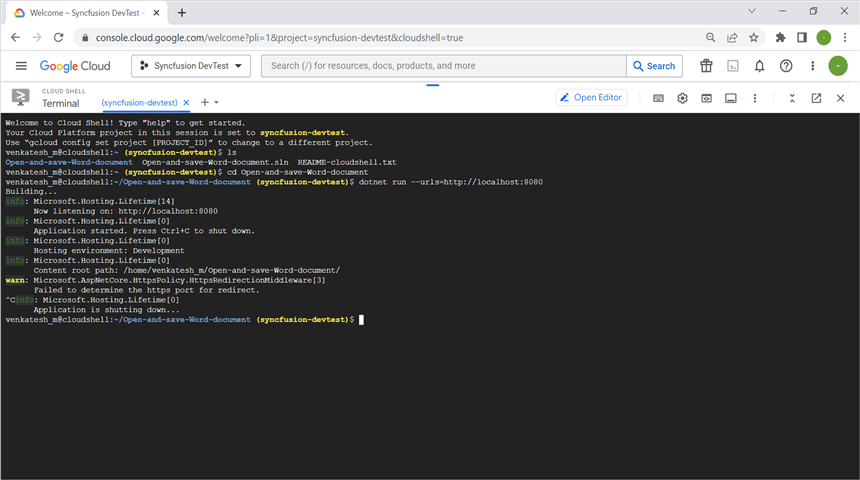 Welcome – Syncfusion DevTest –
console.cloud.google.com/welcome?pli=1&project=syncfusion-devtest&cloudshell=true
Google Cloud Syncfusion DevTest Search (/) for resources, docs, products, and more Search
CLOUD SHELL
Terminal (syncfusion-devtest) Open Editor
Welcome to Cloud Shell! Type "help" to get started.
Your Cloud Platform project in this session is set to syncfusion-devtest.
Use “gcloud config set project [PROJECT_ID]” to change to a different project.
venkatesh_m@cloudshell:~ (syncfusion-devtest)$ ls
Open-and-save-Word-document Open-and-save-Word-document.sln README-cloudshell.txt
venkatesh_m@cloudshell:~ (syncfusion-devtest)$ cd Open-and-save-Word-document
venkatesh_m@cloudshell:~/Open-and-save-Word-document (syncfusion-devtest)$ dotnet run --urls=http://localhost:8080
Building...
info: Microsoft.Hosting.Lifetime[14]
Now listening on: http://localhost:8080
info: Microsoft.Hosting.Lifetime[0]
Application started. Press Ctrl+C to shut down.
info: Microsoft.Hosting.Lifetime[0]
Hosting environment: Development
info: Microsoft.Hosting.Lifetime[0]
Content root path: /home/venkatesh_m/Open-and-save-Word-document/
warn: Microsoft.AspNetCore.HttpsPolicy.HttpsRedirectionMiddleware[3]
Failed to determine the https port for redirect.
^Cinfo: Microsoft.Hosting.Lifetime[0]
Application is shutting down...
venkatesh_m@cloudshell:~/Open-and-save-Word-document (syncfusion-devtest)$